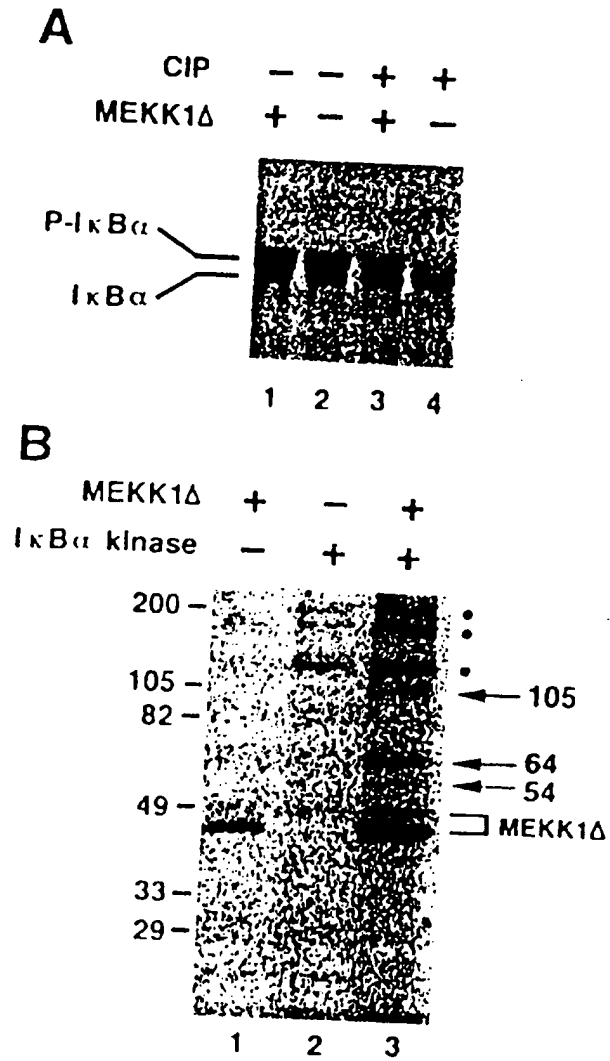 A
CIP − − + +
MEKK1Δ + − + −
P-IκBα
IκBα
1 2 3 4
B
MEKK1Δ + − +
IκBα kinase − + +
200
105
82
49
33
29
105
64
54
MEKK1Δ
1 2 3